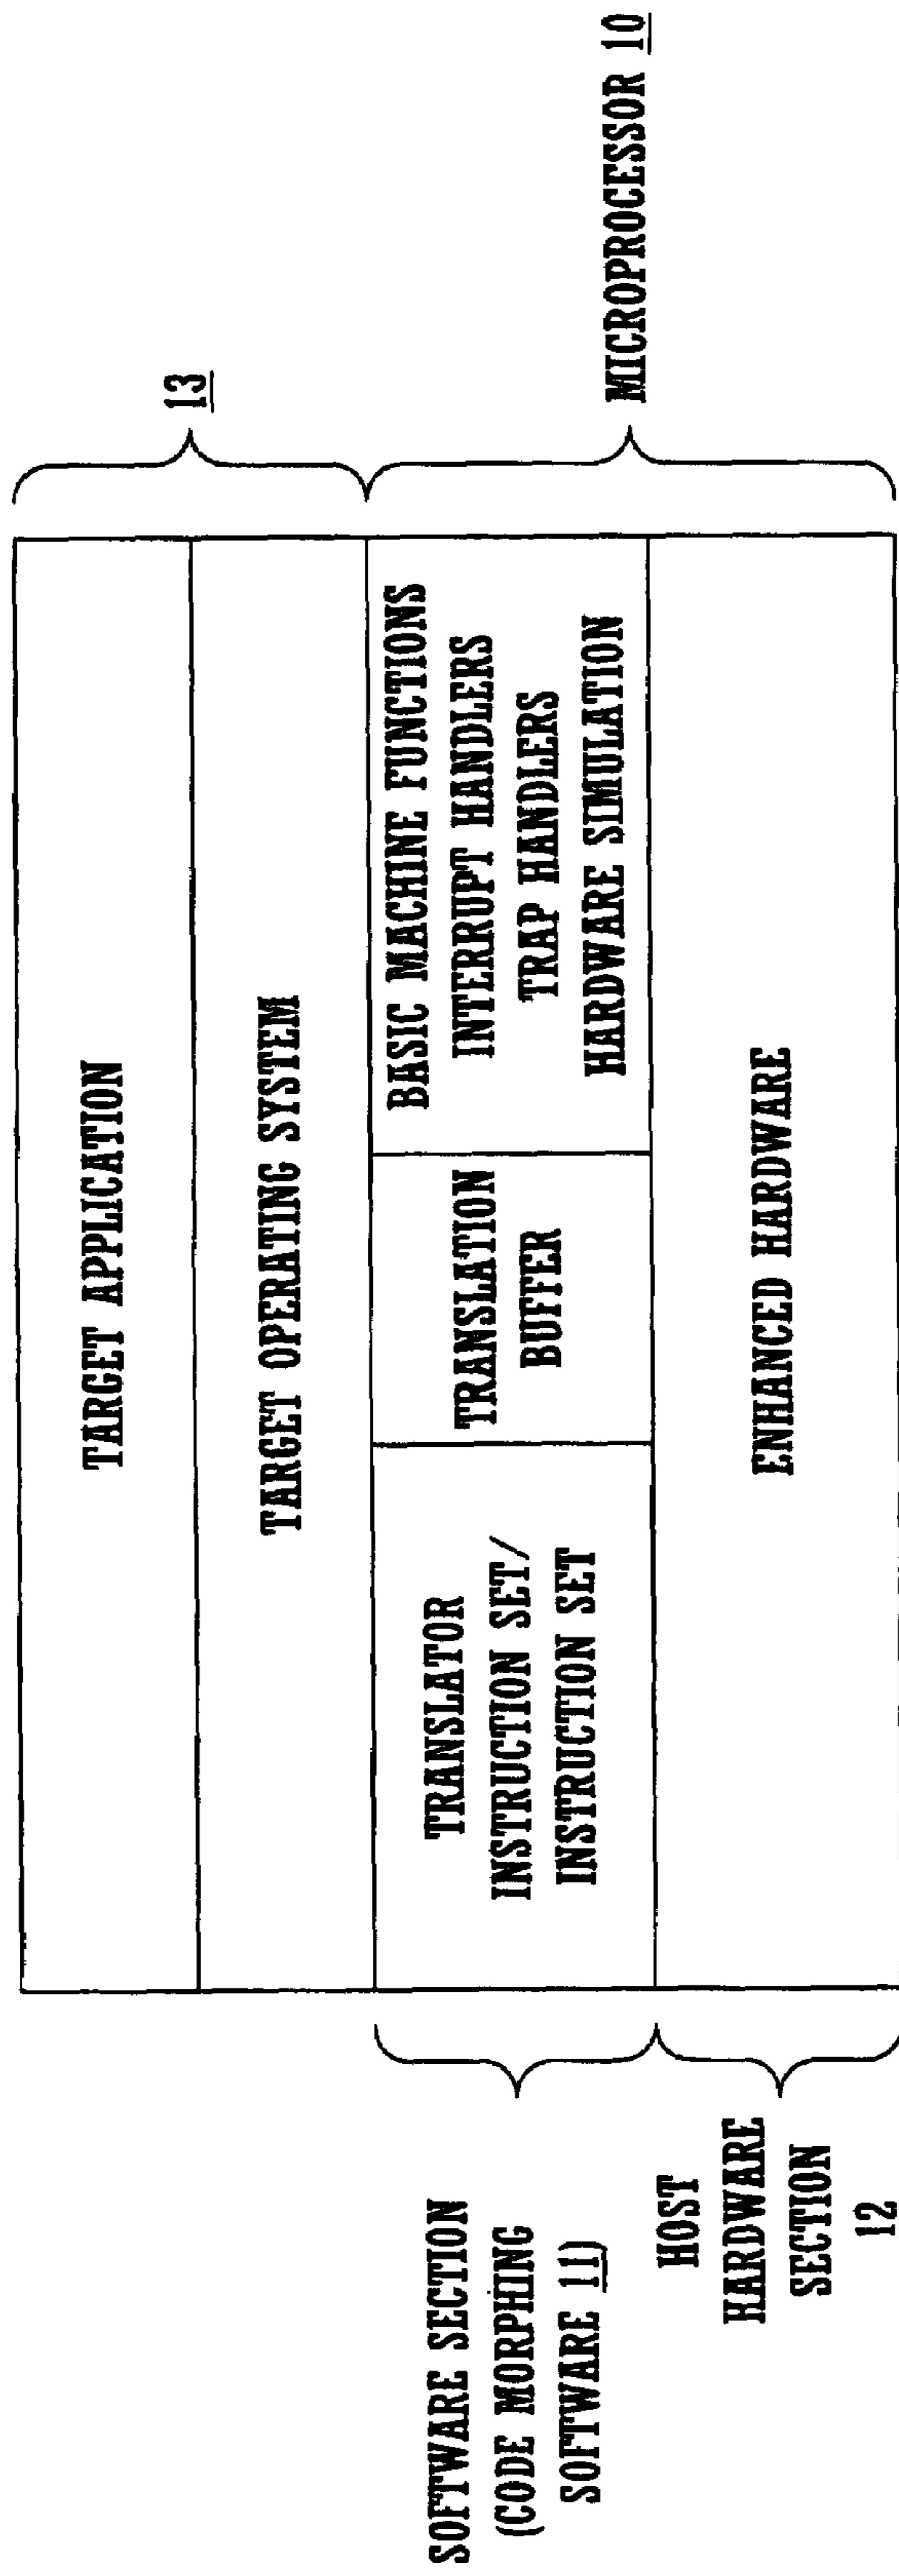 TARGET APPLICATION
TARGET OPERATING SYSTEM
13
SOFTWARE SECTION
(CODE MORPHING
SOFTWARE 11)
TRANSLATOR
INSTRUCTION SET/
INSTRUCTION SET
TRANSLATION
BUFFER
BASIC MACHINE FUNCTIONS
INTERRUPT HANDLERS
TRAP HANDLERS
HARDWARE SIMULATION
MICROPROCESSOR 10
HOST
HARDWARE
SECTION
12
ENHANCED HARDWARE